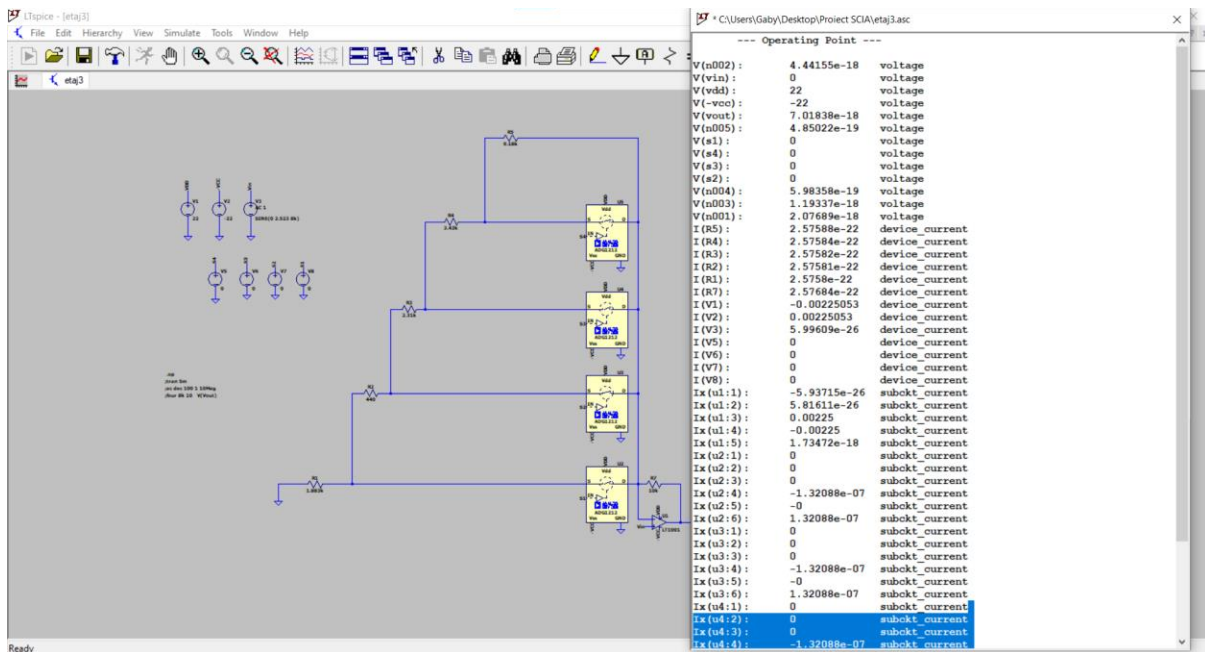 LTspice - [etaj3]
File Edit Hierarchy View Simulate Tools Window Help
etaj3
* C:\Users\Gaby\Desktop\Proiect SCIA\etaj3.asc
--- Operating Point ---
V(n002): 4.44155e-18 voltage
V(vin): 0 voltage
V(vdd): 22 voltage
V(-vcc): -22 voltage
V(vout): 7.01838e-18 voltage
V(n005): 4.85022e-19 voltage
V(s1): 0 voltage
V(s4): 0 voltage
V(s3): 0 voltage
V(s2): 0 voltage
V(n004): 5.98358e-19 voltage
V(n003): 1.19337e-18 voltage
V(n001): 2.07689e-18 voltage
I(R5): 2.57588e-22 device_current
I(R4): 2.57584e-22 device_current
I(R3): 2.57582e-22 device_current
I(R2): 2.57581e-22 device_current
I(R1): 2.5758e-22 device_current
I(R7): 2.57684e-22 device_current
I(V1): -0.00225053 device_current
I(V2): 0.00225053 device_current
I(V3): 5.99609e-26 device_current
I(V5): 0 device_current
I(V6): 0 device_current
I(V7): 0 device_current
I(V8): 0 device_current
Ix(u1:1): -5.93715e-26 subckt_current
Ix(u1:2): 5.81611e-26 subckt_current
Ix(u1:3): 0.00225 subckt_current
Ix(u1:4): -0.00225 subckt_current
Ix(u1:5): 1.73472e-18 subckt_current
Ix(u2:1): 0 subckt_current
Ix(u2:2): 0 subckt_current
Ix(u2:3): 0 subckt_current
Ix(u2:4): -1.32088e-07 subckt_current
Ix(u2:5): -0 subckt_current
Ix(u2:6): 1.32088e-07 subckt_current
Ix(u3:1): 0 subckt_current
Ix(u3:2): 0 subckt_current
Ix(u3:3): 0 subckt_current
Ix(u3:4): -1.32088e-07 subckt_current
Ix(u3:5): -0 subckt_current
Ix(u3:6): 1.32088e-07 subckt_current
Ix(u4:1): 0 subckt_current
Ix(u4:2): 0 subckt_current
Ix(u4:3): 0 subckt_current
Ix(u4:4): -1.32088e-07 subckt_current
Ready